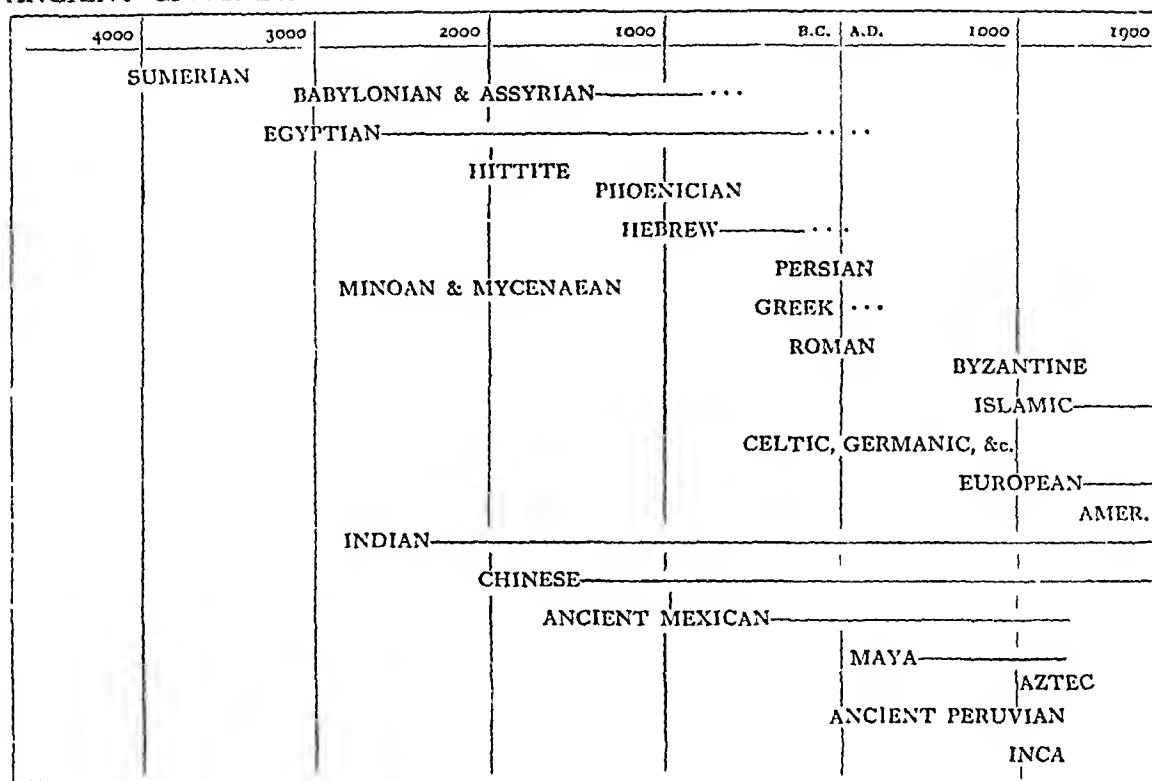 4000 3000 2000 1000 B.C. A.D. 1000 1900
SUMERIAN
BABYLONIAN & ASSYRIAN
EGYPTIAN
HITTITE
PHOENICIAN
HEBREW
PERSIAN
MINOAN & MYCENAEAN
GREEK
ROMAN
BYZANTINE
ISLAMIC
CELTIC, GERMANIC, &c.
EUROPEAN
AMER.
INDIAN
CHINESE
ANCIENT MEXICAN
MAYA
AZTEC
ANCIENT PERUVIAN
INCA